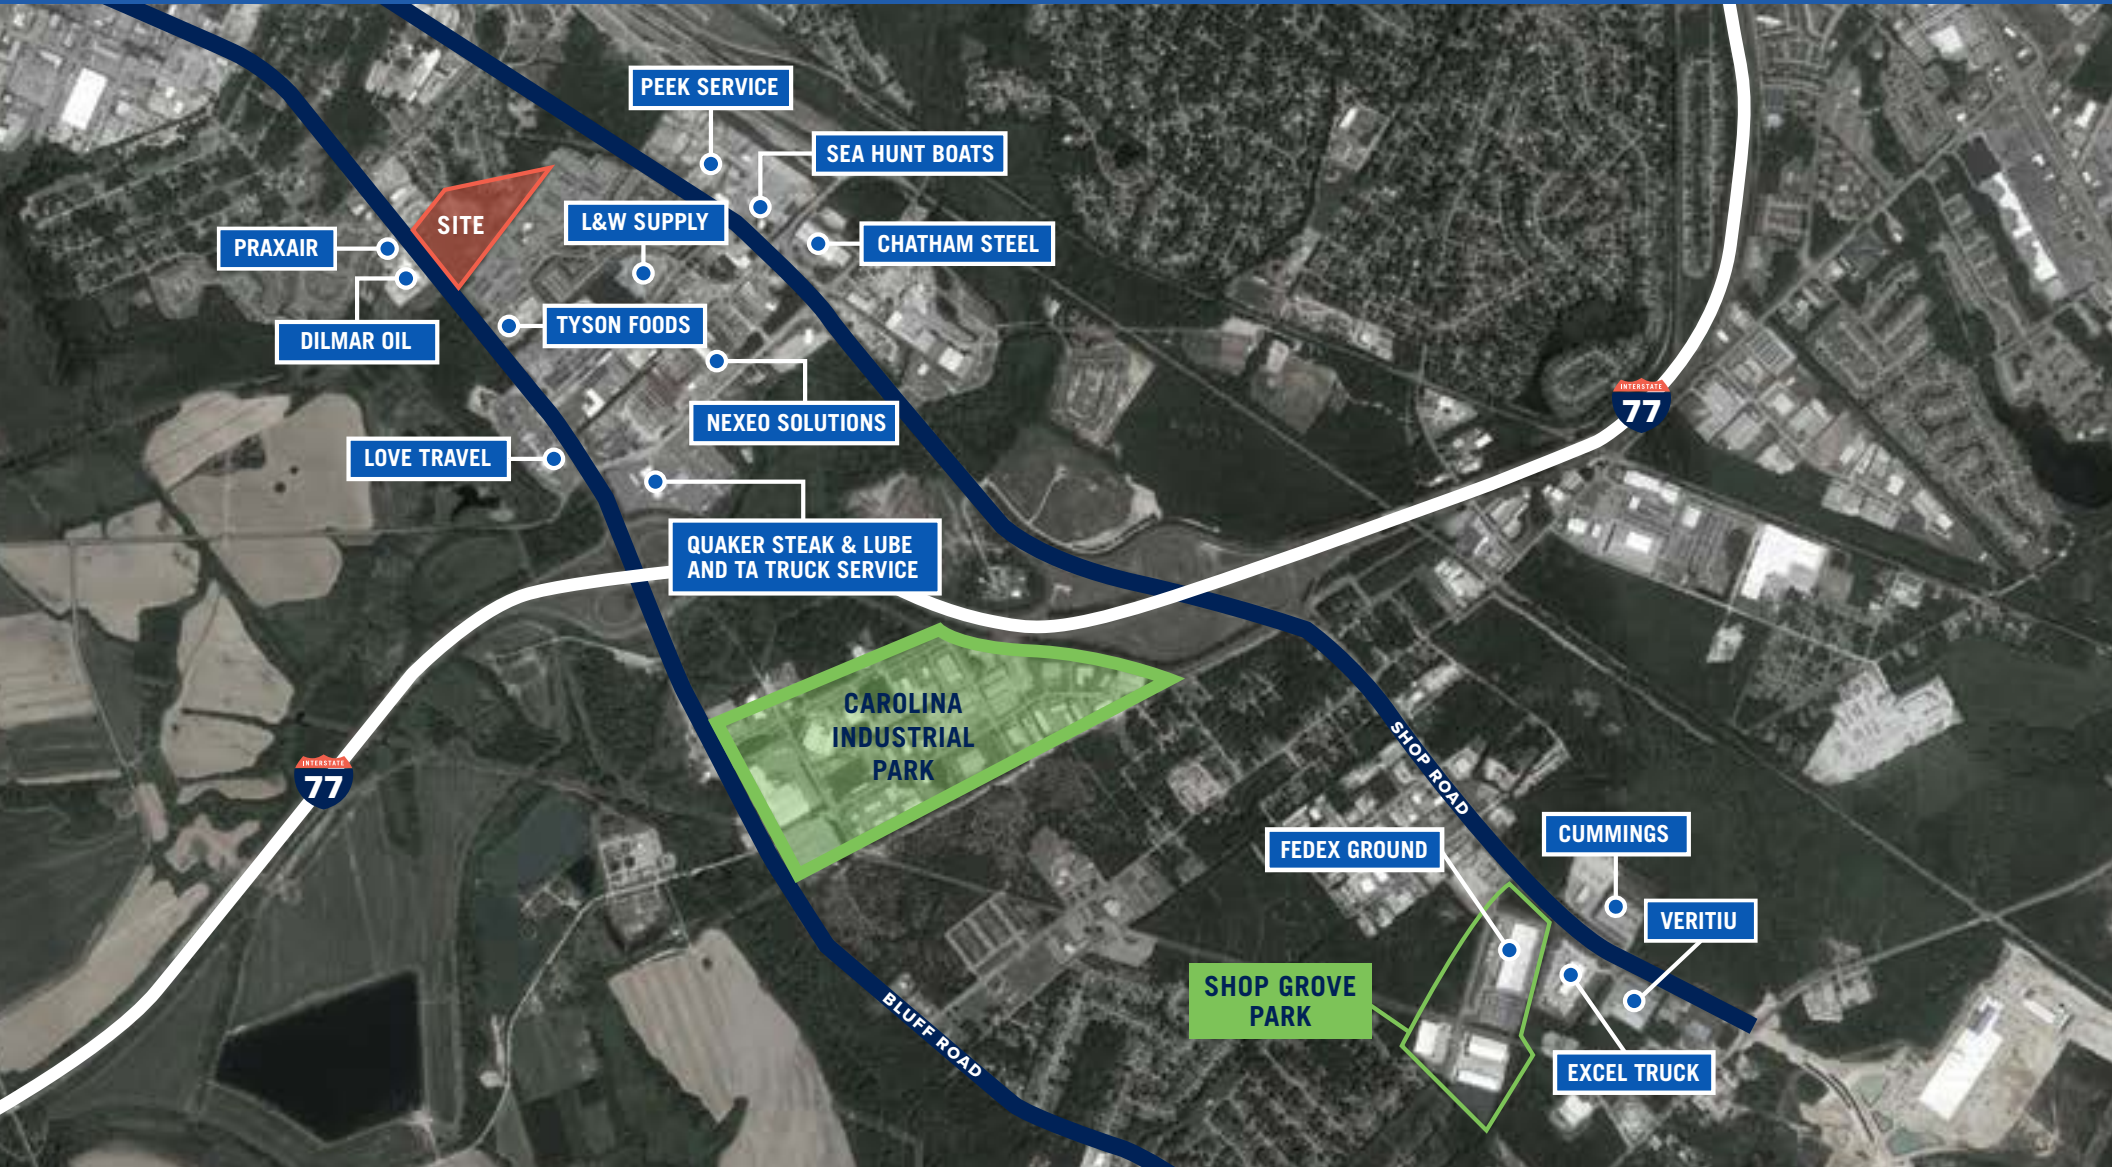 PEEK SERVICE
SEA HUNT BOATS
SITE
L&W SUPPLY
PRAXAIR
CHATHAM STEEL
DILMAR OIL
TYSON FOODS
NEXEO SOLUTIONS
INTERSTATE
77
LOVE TRAVEL
QUAKER STEAK & LUBE
AND TA TRUCK SERVICE
CAROLINA
INDUSTRIAL
PARK
INTERSTATE
77
SHOP ROAD
FEDEX GROUND
CUMMINGS
VERITIU
SHOP GROVE
PARK
BLUFF ROAD
EXCEL TRUCK